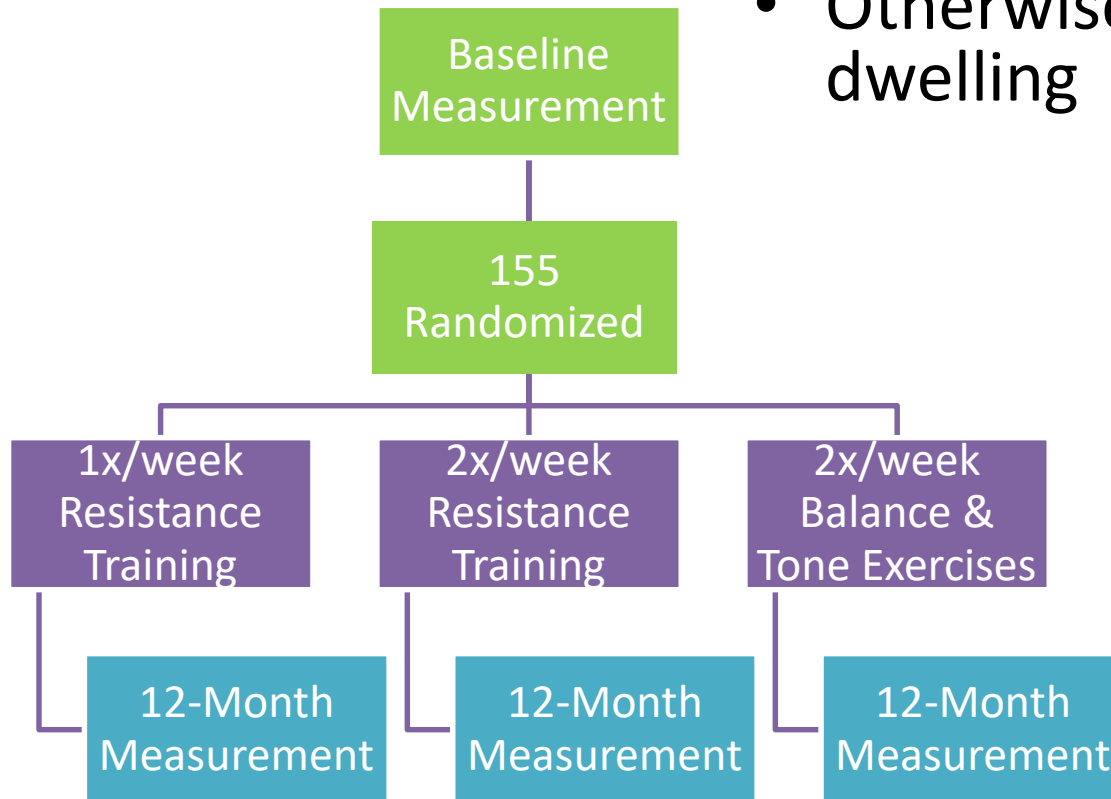 • Otherwise
dwelling
Baseline
Measurement
155
Randomized
1x/week
Resistance
Training
2x/week
Resistance
Training
2x/week
Balance &
Tone Exercises
12-Month
Measurement
12-Month
Measurement
12-Month
Measurement